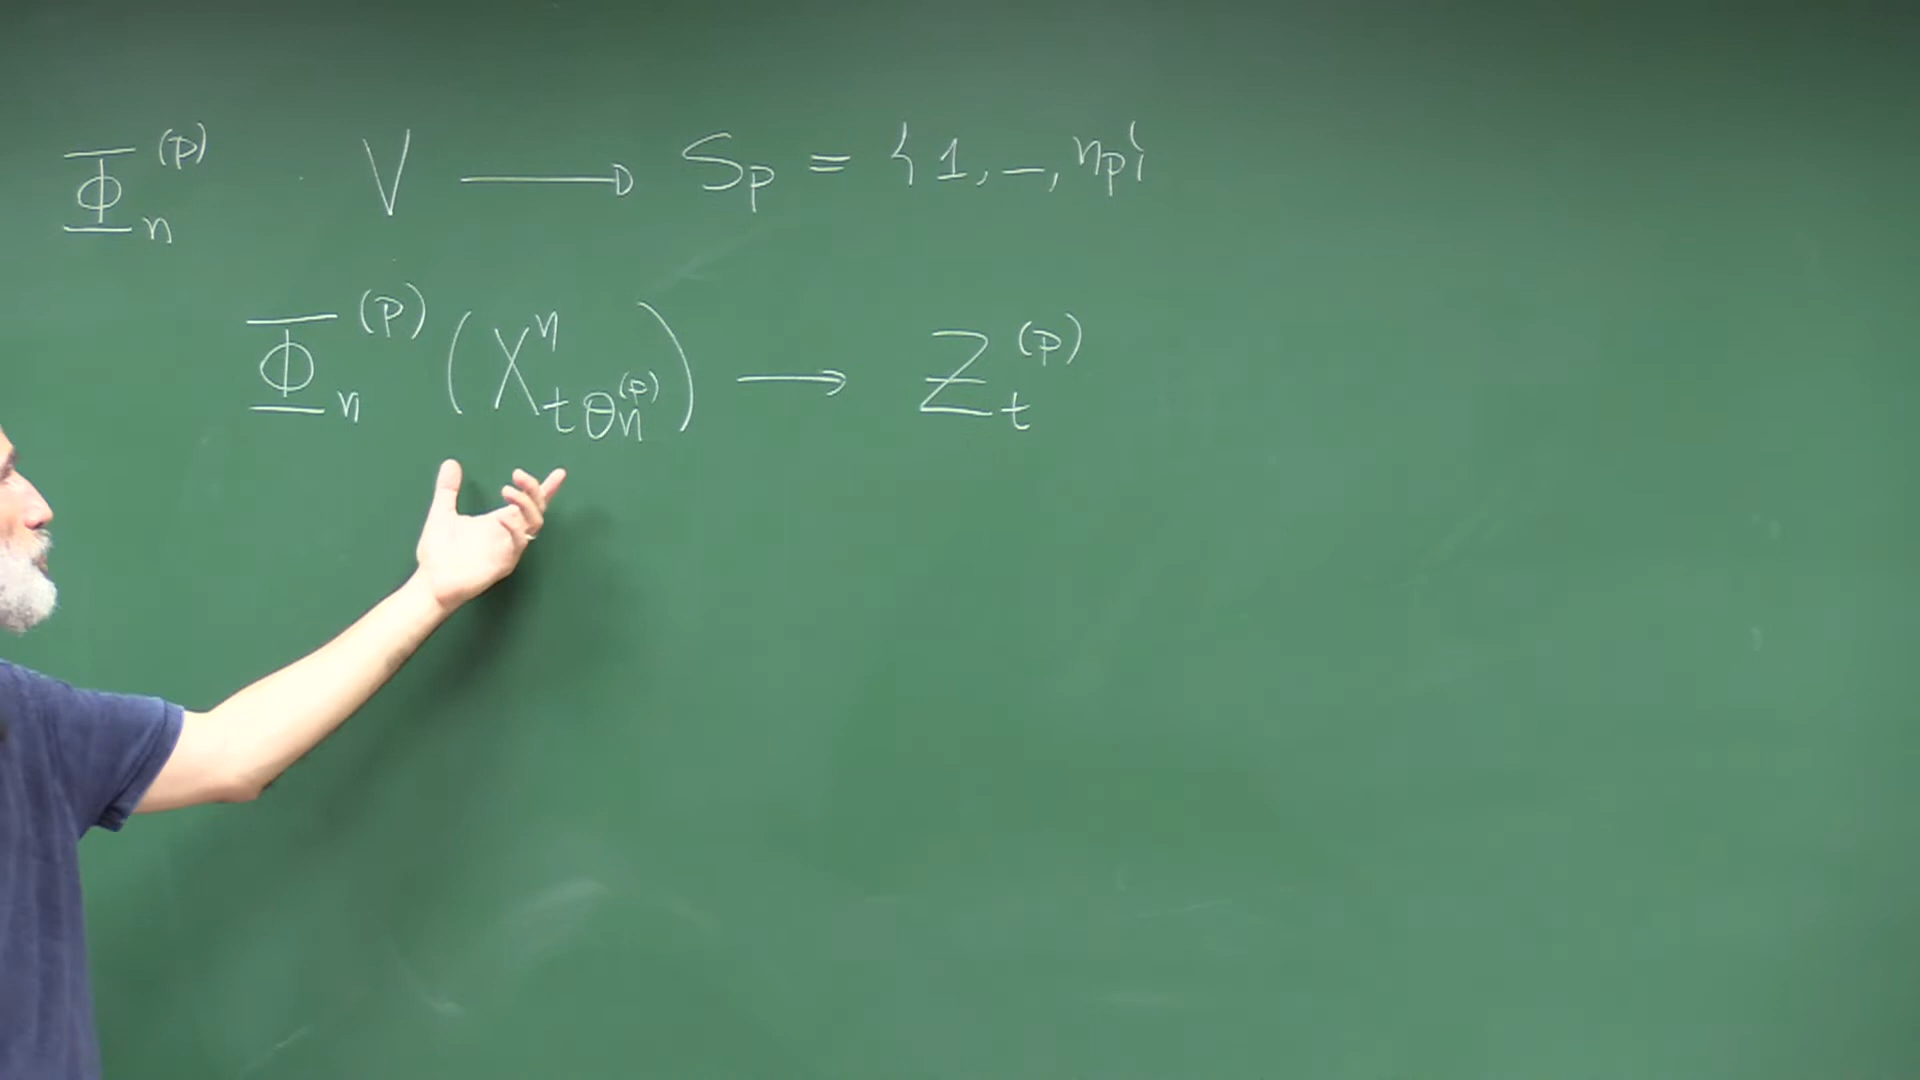 Φ_n^{(p)} . V ⟶ S_p = {1, _, n_p}
Φ_n^{(p)} ( X^n_{tθ_n^{(p)}} ) ⟶ Z_t^{(p)}